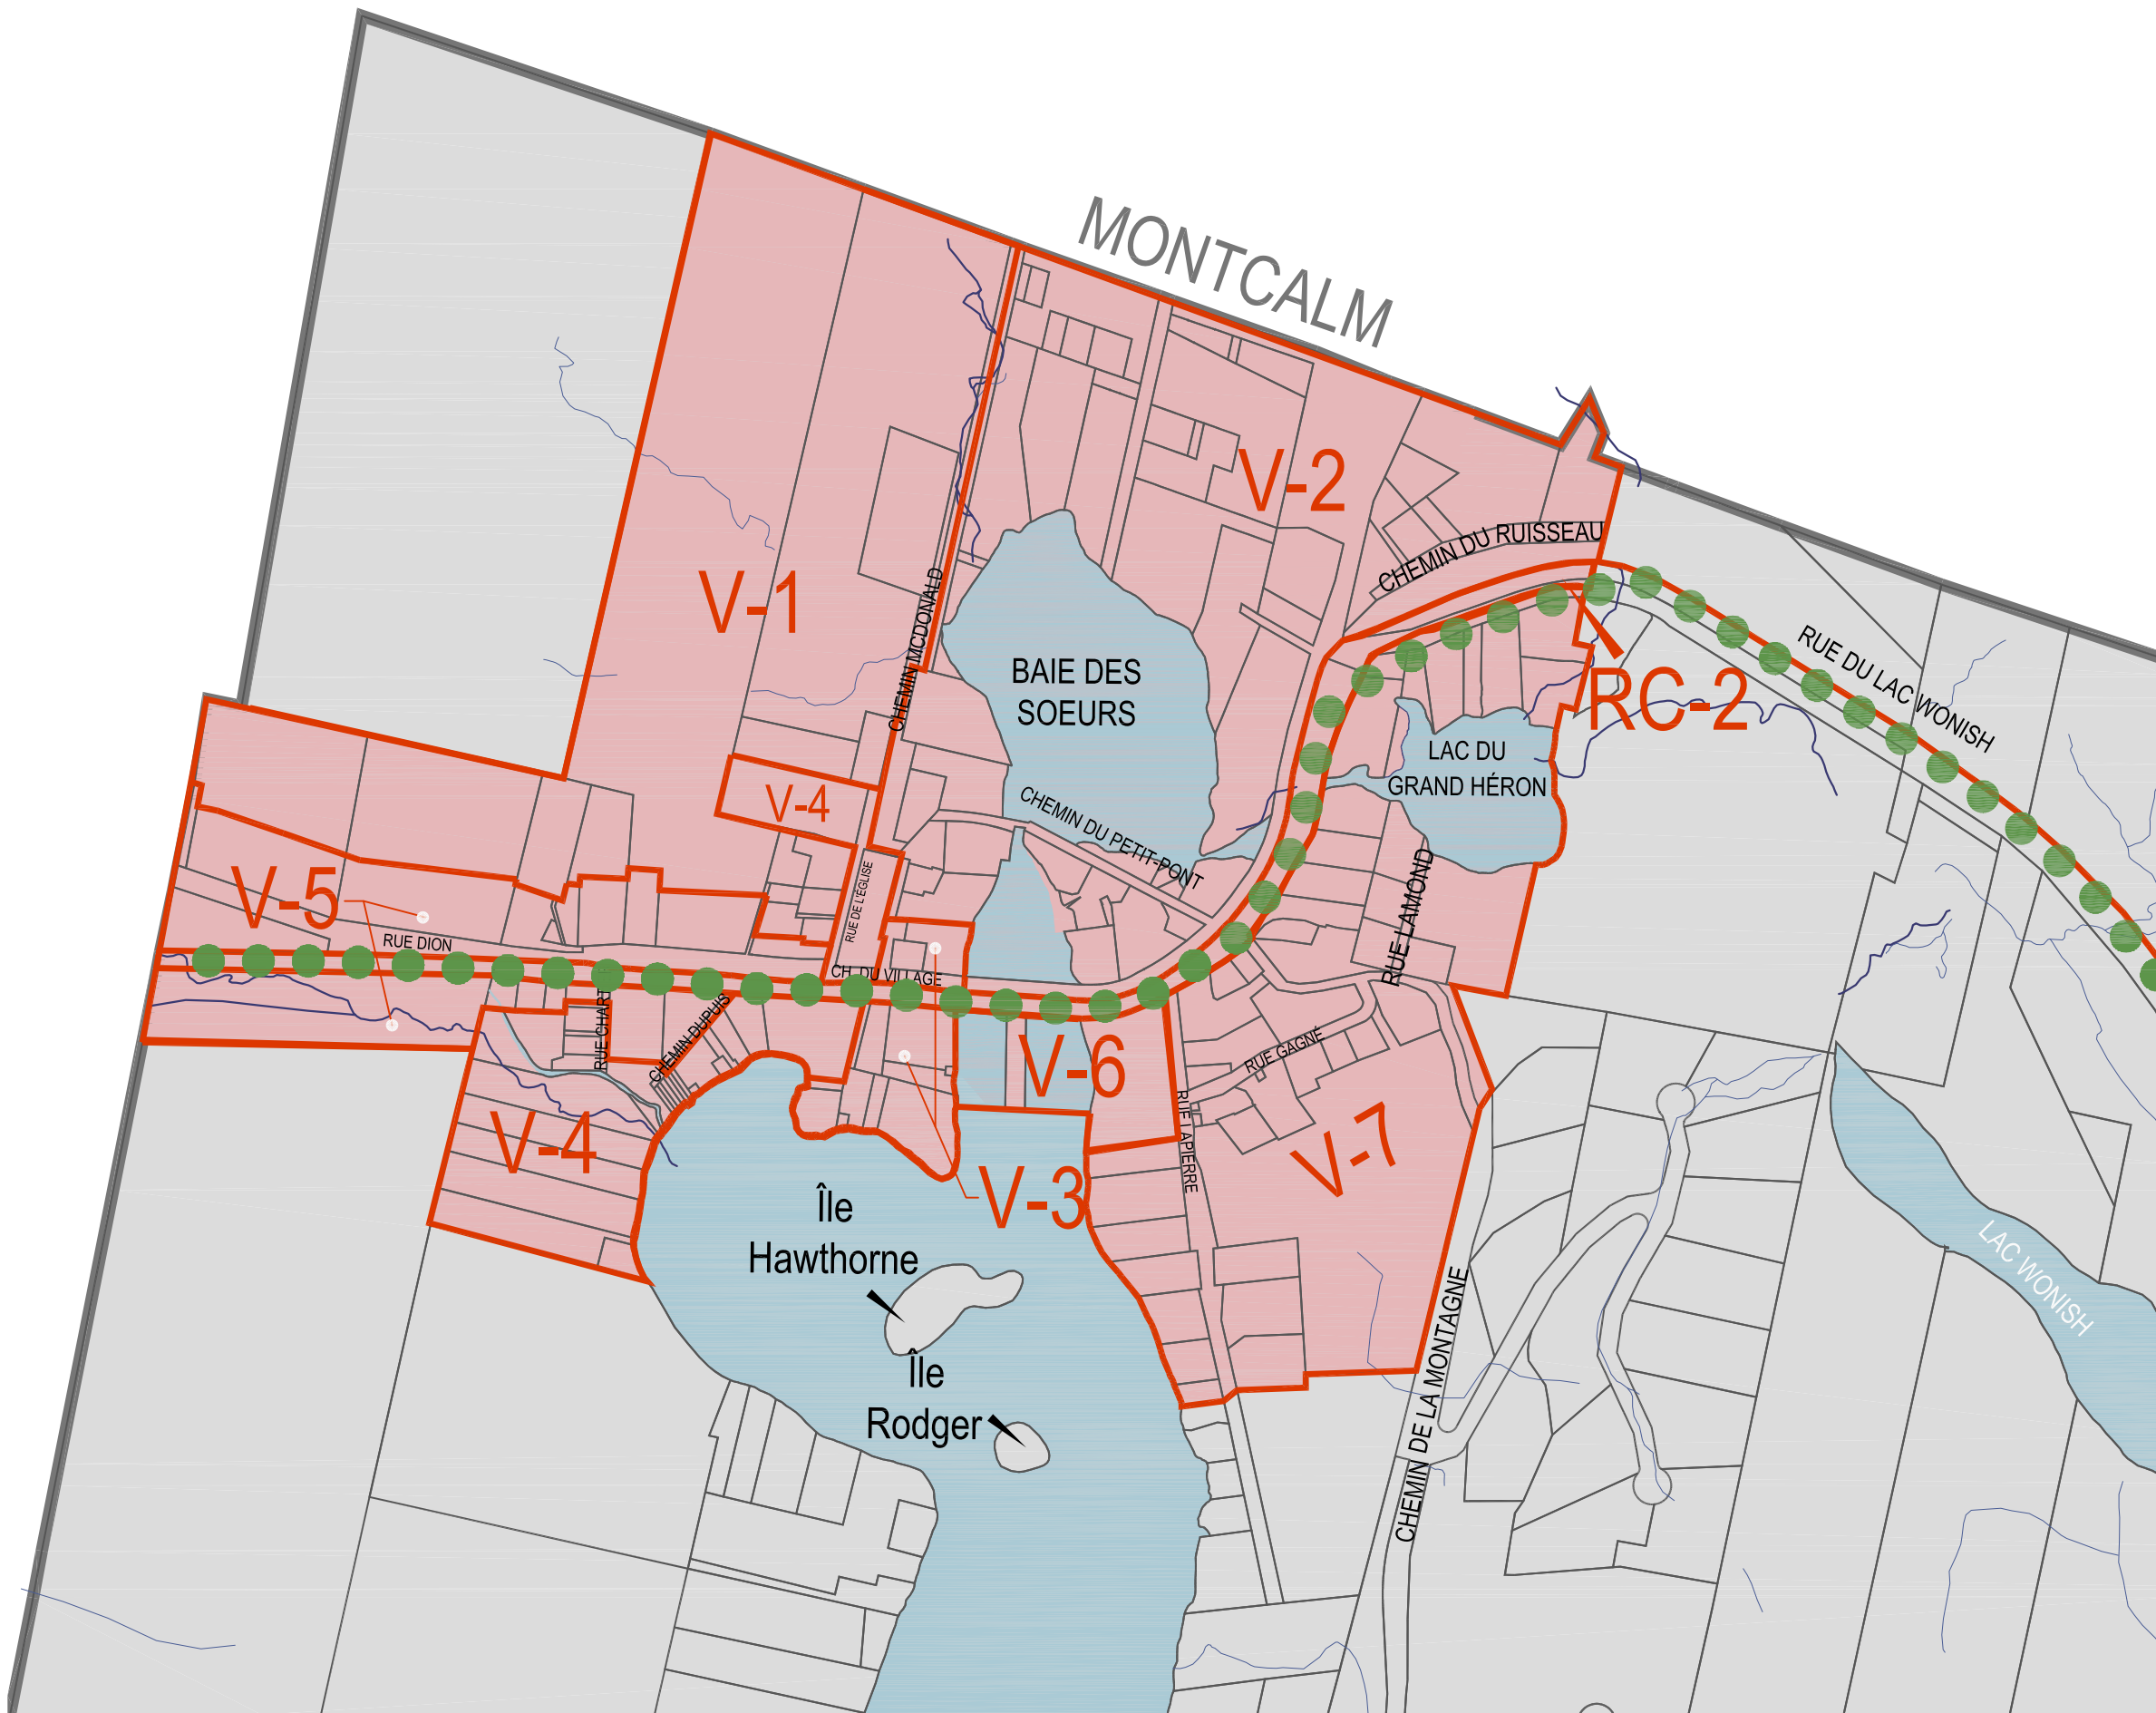 MONTCALM
V-2
CHEMIN DU RUISSEAU
V-1
CHEMIN MCDONALD
BAIE DES
SOEURS
RUE DU LAC WONISH
RC-2
LAC DU
GRAND HÉRON
V-4
CHEMIN DU PETIT-PONT
V-5
RUE DE L'ÉGLISE
RUE LAMOND
RUE DION
CH. DU VILLAGE
RUE CHART
CHEMIN DUPUIS
V-6
RUE GAGNÉ
V-4
RUE LAPIERRE
V-7
V-3
Île
Hawthorne
LAC WONISH
Île
Rodger
CHEMIN DE LA MONTAGNE